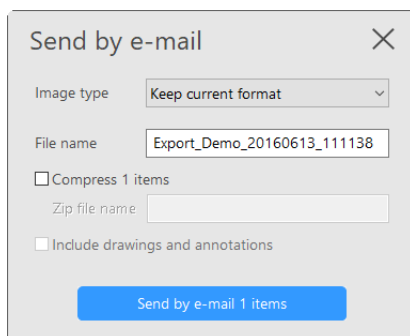 Send by e-mail
Image type Keep current format
File name Export_Demo_20160613_111138
Compress 1 items
Zip file name
Include drawings and annotations
Send by e-mail 1 items